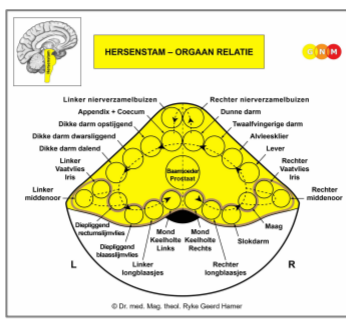 HERSENSTAM – ORGAAN RELATIE
Hersenstam
GNM
Linker nierverzamelbuizen
Rechter nierverzamelbuizen
Appendix + Coecum
Dunne darm
Dikke darm opstijgend
Twaalfvingerige darm
Dikke darm dwarsliggend
Alvleesklier
Dikke darm dalend
Lever
Linker
Vaatvlies
Iris
Rechter
Vaatvlies
Iris
Baarmoeder
Prostaat
Linker
middenoor
Rechter
middenoor
Diepliggend
rectumslijmvlies
Mond
Keelholte
Links
Mond
Keelholte
Rechts
Maag
Slokdarm
Diepliggend
blaasslijmvlies
Linker
longblaasjes
Rechter
longblaasjes
L
R
© Dr. med. Mag. theol. Ryke Geerd Hamer